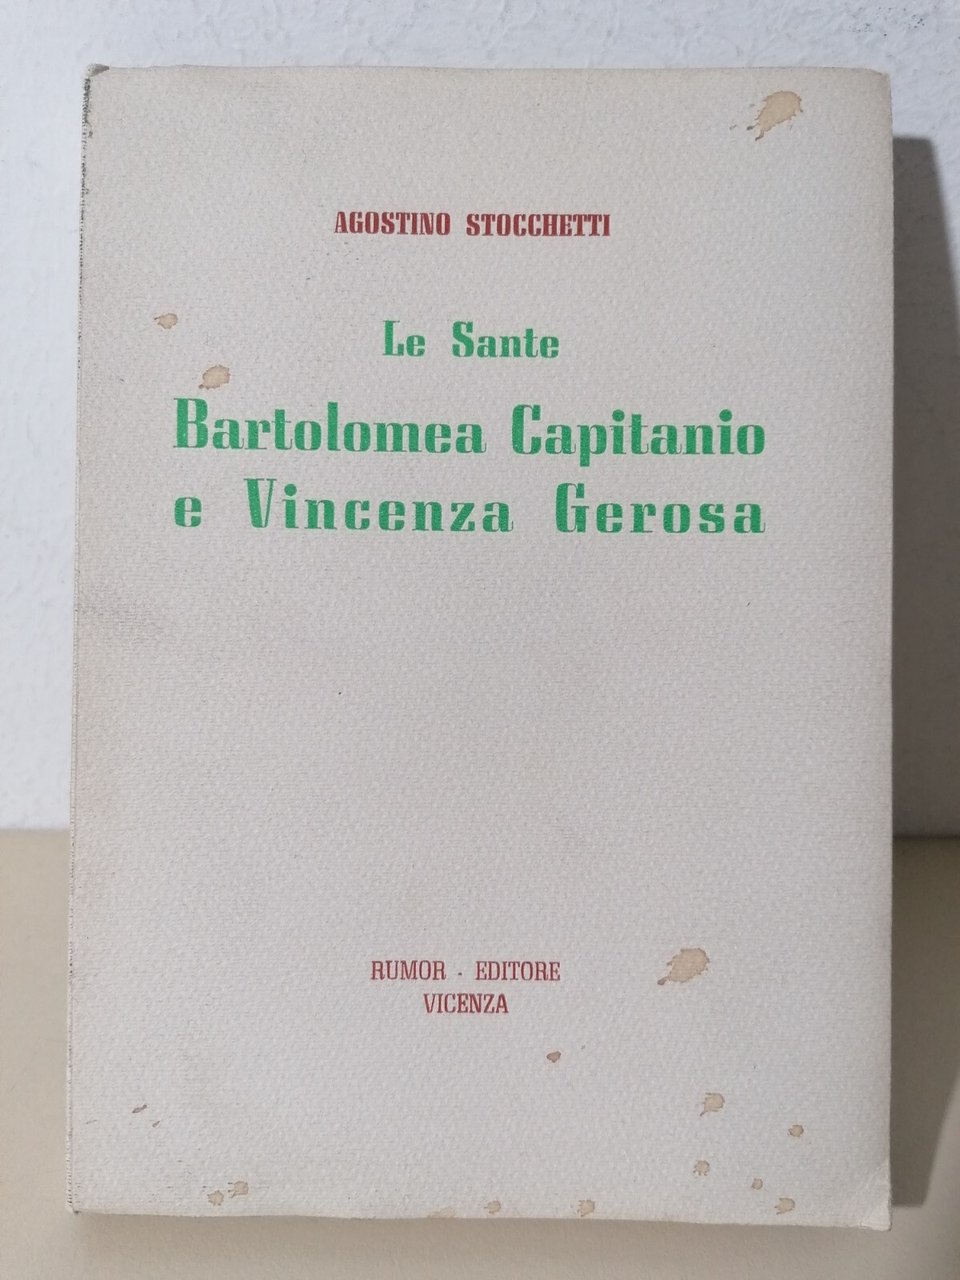 AGOSTINO STOCCHETTI
Le Sante
Bartolomea Capitanio
e Vincenza Gerosa
RUMOR - EDITORE
VICENZA